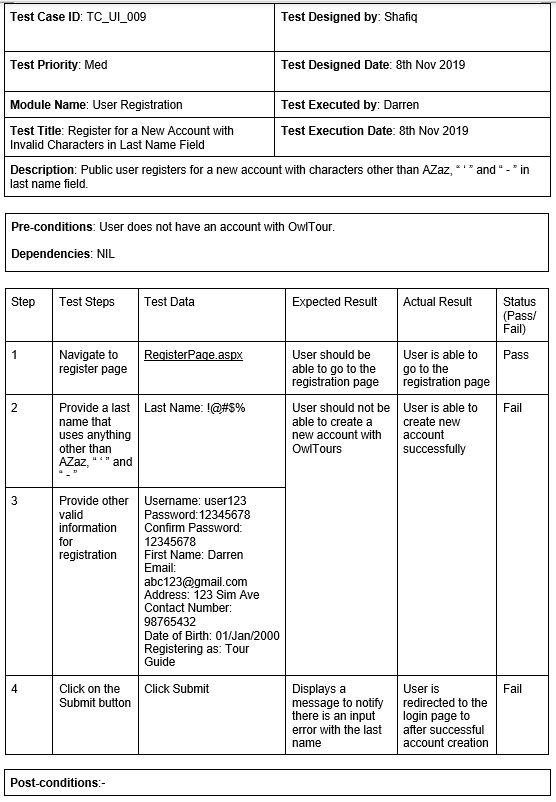 Test Case ID: TC_UI_009
Test Designed by: Shafiq
Test Priority: Med
Test Designed Date: 8th Nov 2019
Module Name: User Registration
Test Executed by: Darren
Test Title: Register for a New Account with
Invalid Characters in Last Name Field
Test Execution Date: 8th Nov 2019
Description: Public user registers for a new account with characters other than AZaz, “ ‘ ” and “ - ” in
last name field.
Pre-conditions: User does not have an account with OwlTour.
Dependencies: NIL
Step
Test Steps
Test Data
Expected Result
Actual Result
Status
(Pass/
Fail)
1
Navigate to
register page
RegisterPage.aspx
User should be
able to go to the
registration page
User is able to
go to the
registration page
Pass
2
Provide a last
name that
uses anything
other than
AZaz, “ ‘ ” and
“ - ”
Last Name: !@#$%
User should not be
able to create a
new account with
OwlTours
User is able to
create new
account
successfully
Fail
3
Provide other
valid
information
for
registration
Username: user123
Password:12345678
Confirm Password:
12345678
First Name: Darren
Email:
abc123@gmail.com
Address: 123 Sim Ave
Contact Number:
98765432
Date of Birth: 01/Jan/2000
Registering as: Tour
Guide
4
Click on the
Submit button
Click Submit
Displays a
message to notify
there is an input
error with the last
name
User is
redirected to the
login page to
after successful
account creation
Fail
Post-conditions:-